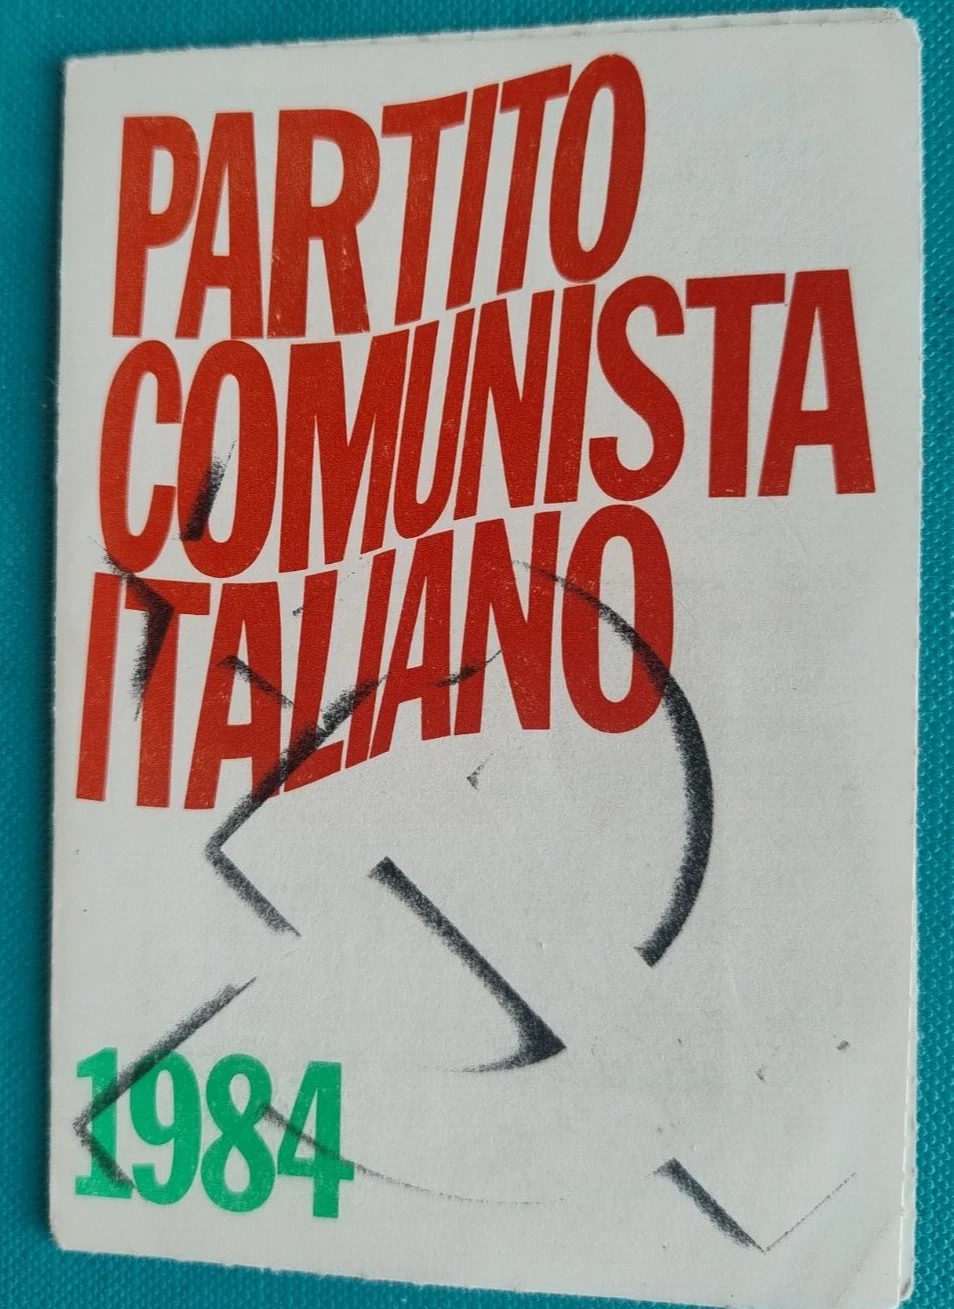 PARTITO
COMUNISTA
ITALIANO
1984